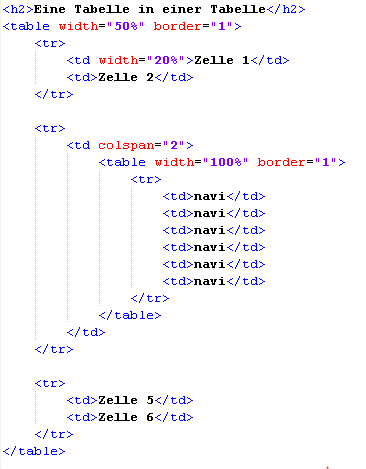 <h2>Eine Tabelle in einer Tabelle</h2>
<table width="50%" border="1">
    <tr>
        <td width="20%">Zelle 1</td>
        <td>Zelle 2</td>
    </tr>

    <tr>
        <td colspan="2">
            <table width="100%" border="1">
                <tr>
                    <td>navi</td>
                    <td>navi</td>
                    <td>navi</td>
                    <td>navi</td>
                    <td>navi</td>
                    <td>navi</td>
                </tr>
            </table>
        </td>
    </tr>

    <tr>
        <td>Zelle 5</td>
        <td>Zelle 6</td>
    </tr>
</table>